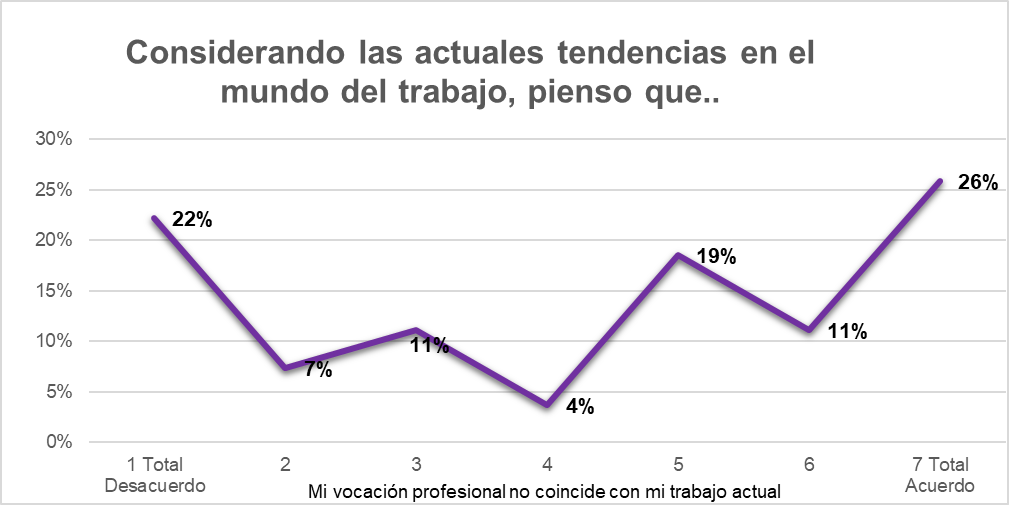 Considerando las actuales tendencias en el
mundo del trabajo, pienso que..
30%
25%
20%
15%
10%
5%
0%
22%
7%
11%
4%
19%
11%
26%
1 Total
Desacuerdo
2
3
4
5
6
7 Total
Acuerdo
Mi vocación profesional no coincide con mi trabajo actual